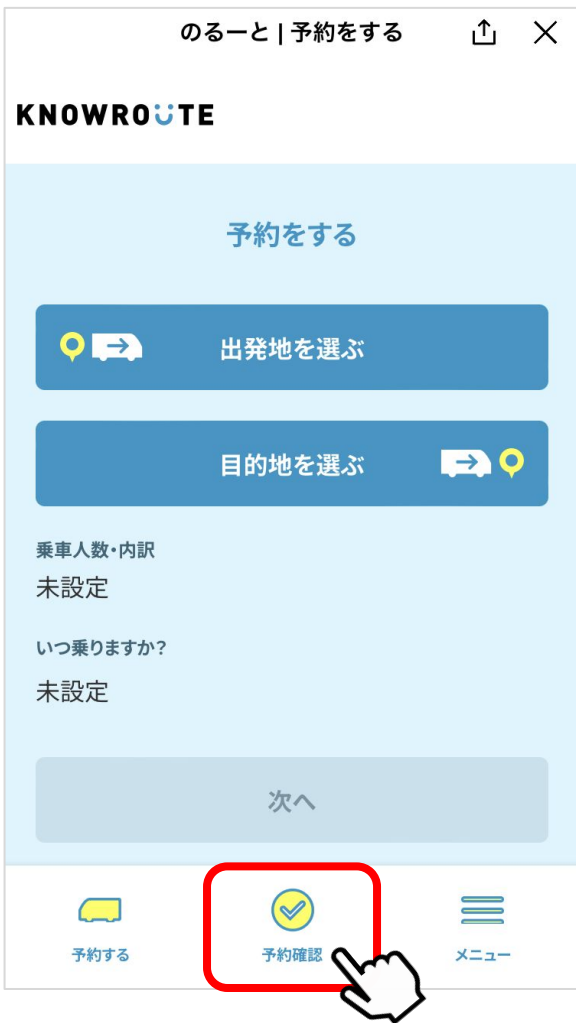 のるーと | 予約をする
KNOWROUTE
予約をする
出発地を選ぶ
目的地を選ぶ
乗車人数・内訳
未設定
いつ乗りますか?
未設定
次へ
予約する
予約確認
メニュー